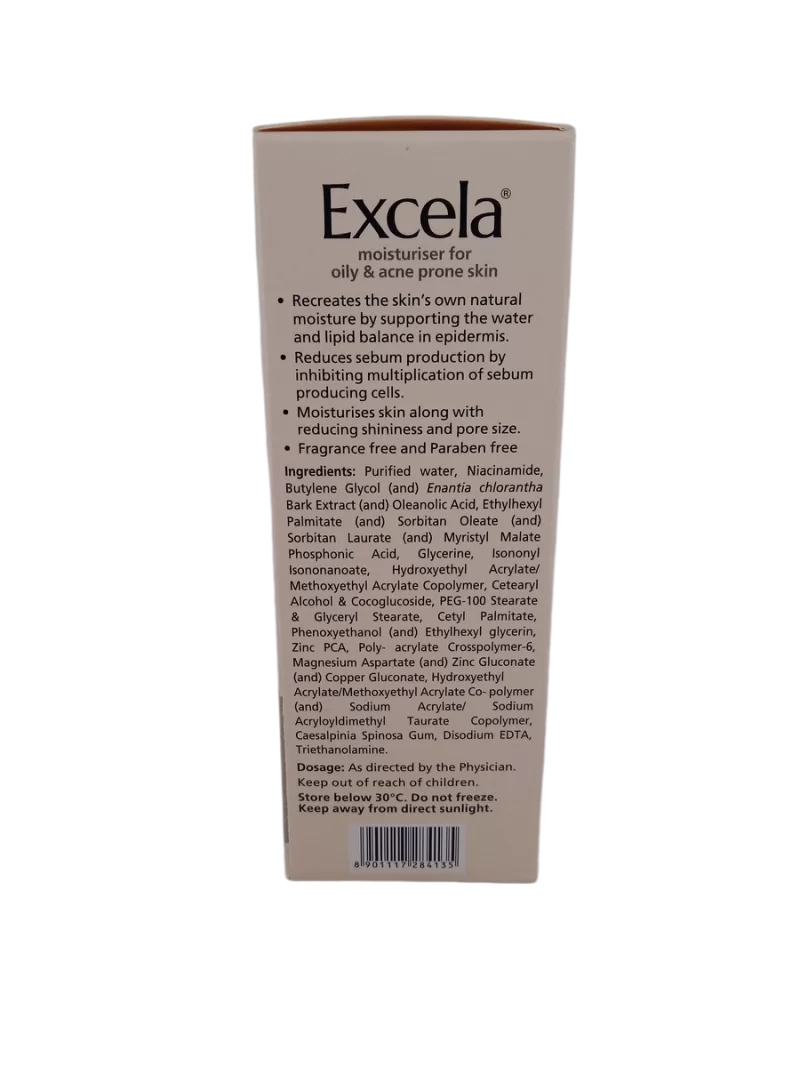 Excela®
moisturiser for
oily & acne prone skin
• Recreates the skin's own natural
moisture by supporting the water
and lipid balance in epidermis.
• Reduces sebum production by
inhibiting multiplication of sebum
producing cells.
• Moisturises skin along with
reducing shininess and pore size.
• Fragrance free and Paraben free
Ingredients: Purified water, Niacinamide,
Butylene Glycol (and) Enantia chlorantha
Bark Extract (and) Oleanolic Acid, Ethylhexyl
Palmitate (and) Sorbitan Oleate (and)
Sorbitan Laurate (and) Myristyl Malate
Phosphonic Acid, Glycerine, Isononyl
Isononanoate, Hydroxyethyl Acrylate/
Methoxyethyl Acrylate Copolymer, Cetearyl
Alcohol & Cocoglucoside, PEG-100 Stearate
& Glyceryl Stearate, Cetyl Palmitate,
Phenoxyethanol (and) Ethylhexyl glycerin,
Zinc PCA, Poly- acrylate Crosspolymer-6,
Magnesium Aspartate (and) Zinc Gluconate
(and) Copper Gluconate, Hydroxyethyl
Acrylate/Methoxyethyl Acrylate Co- polymer
(and) Sodium Acrylate/ Sodium
Acryloyldimethyl Taurate Copolymer,
Caesalpinia Spinosa Gum, Disodium EDTA,
Triethanolamine.
Dosage: As directed by the Physician.
Keep out of reach of children.
Store below 30°C. Do not freeze.
Keep away from direct sunlight.
8 901117 284135